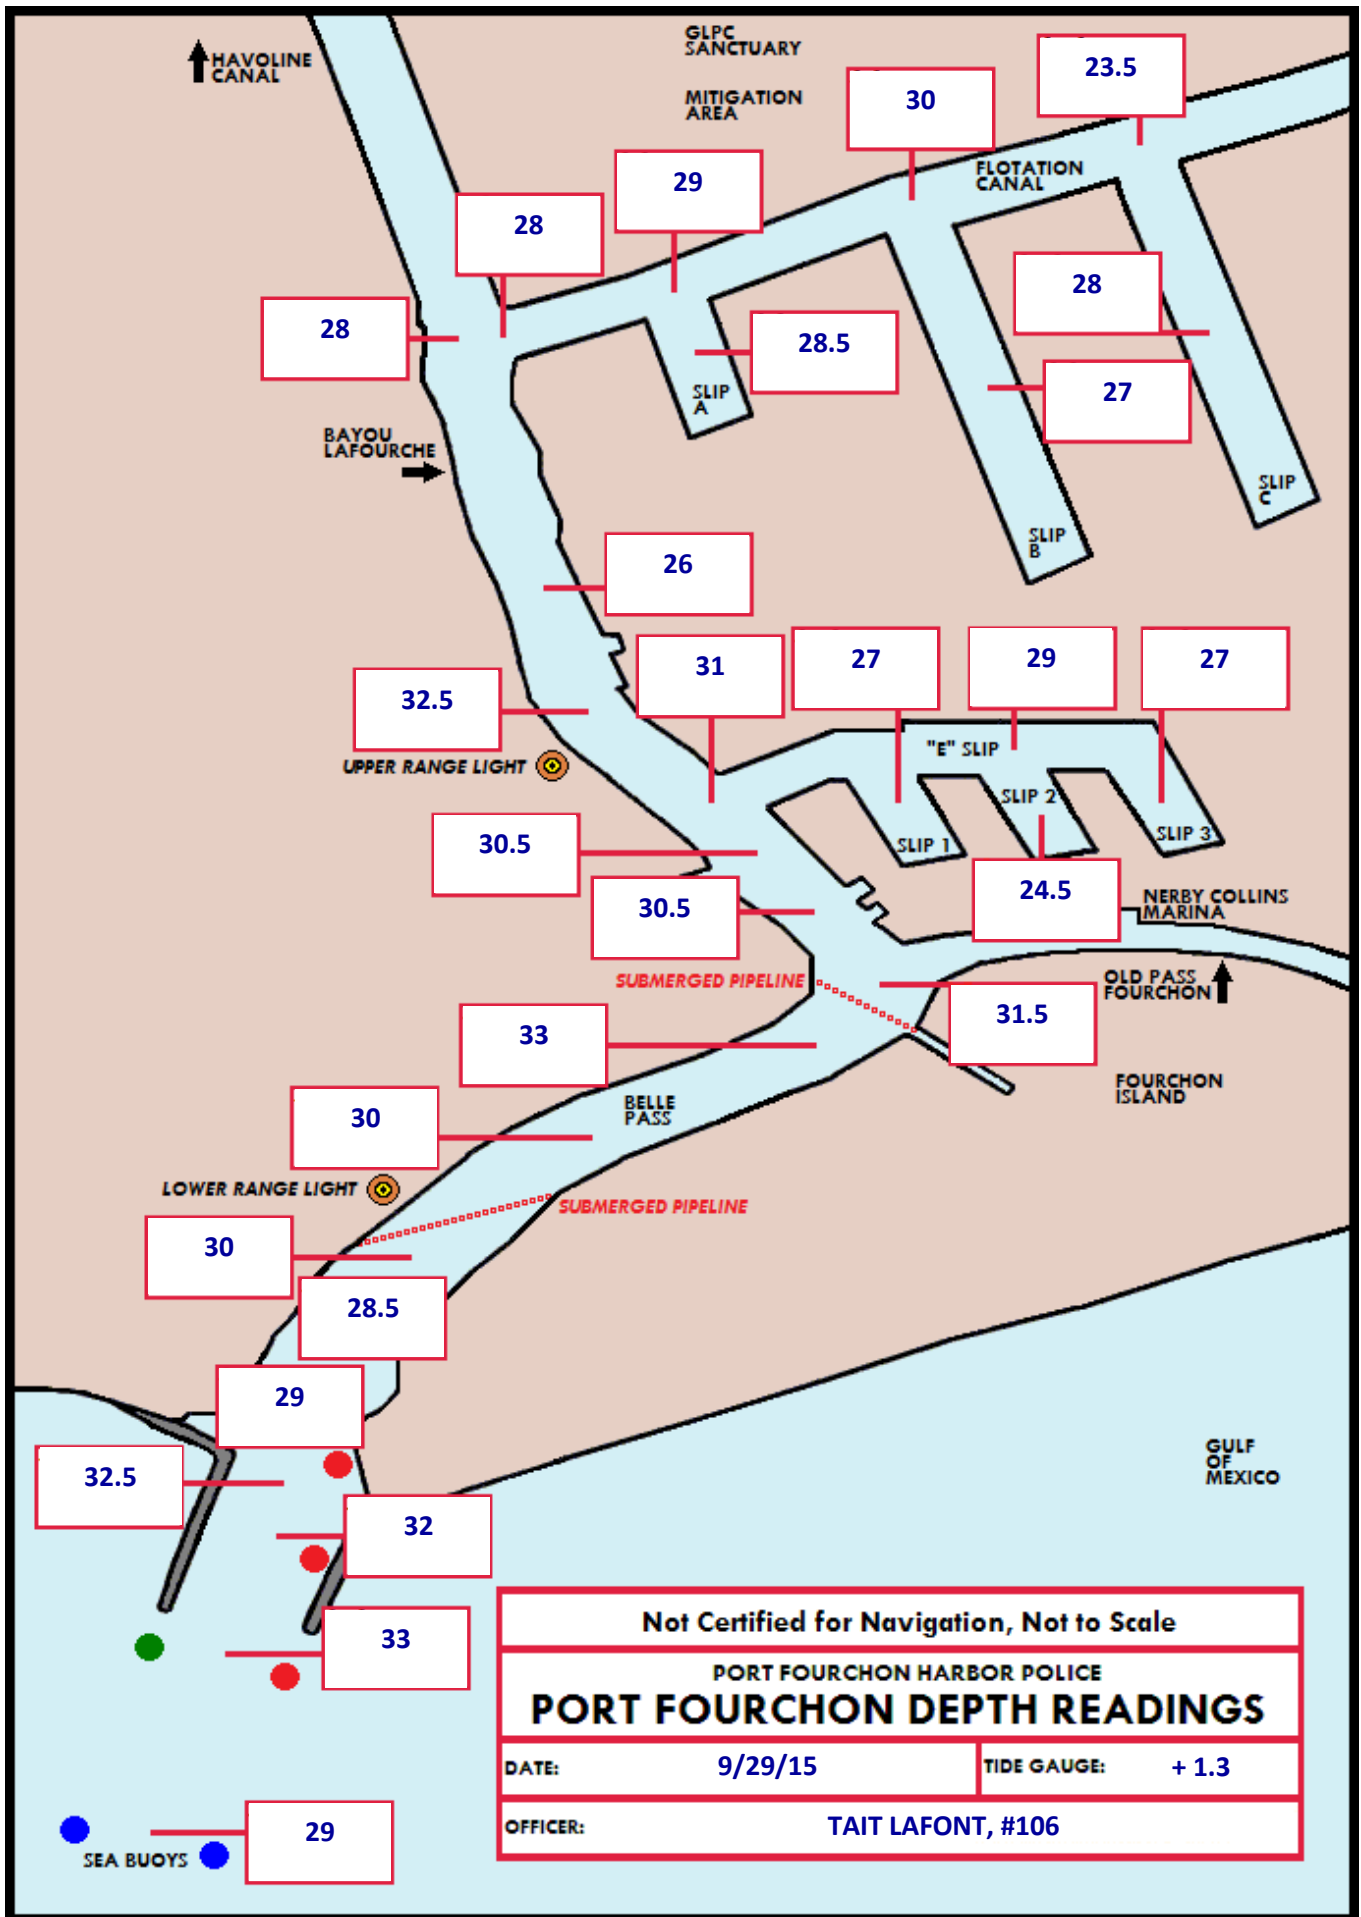 GLPC
SANCTUARY
HAVOLINE
CANAL
23.5
MITIGATION
AREA
30
FLOTATION
CANAL
29
28
28
28
28.5
27
SLIP
A
BAYOU
LAFOURCHE
SLIP
C
SLIP
B
26
31
27
29
27
32.5
"E" SLIP
UPPER RANGE LIGHT
SLIP 2
SLIP 1
SLIP 3
30.5
30.5
24.5
NERBY COLLINS
MARINA
SUBMERGED PIPELINE
OLD PASS
FOURCHON
31.5
33
FOURCHON
ISLAND
BELLE
PASS
30
LOWER RANGE LIGHT
SUBMERGED PIPELINE
30
28.5
29
GULF
OF
MEXICO
32.5
32
33
Not Certified for Navigation, Not to Scale
PORT FOURCHON HARBOR POLICE
PORT FOURCHON DEPTH READINGS
DATE: 9/29/15 TIDE GAUGE: + 1.3
OFFICER: TAIT LAFONT, #106
29
SEA BUOYS